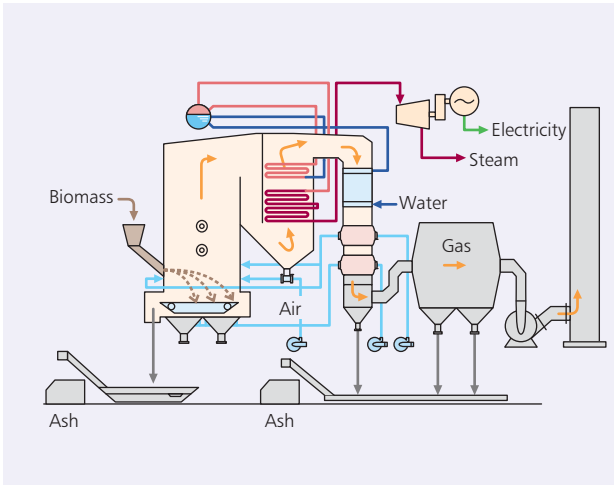 Electricity
Steam
Biomass
Water
Gas
Air
Ash
Ash